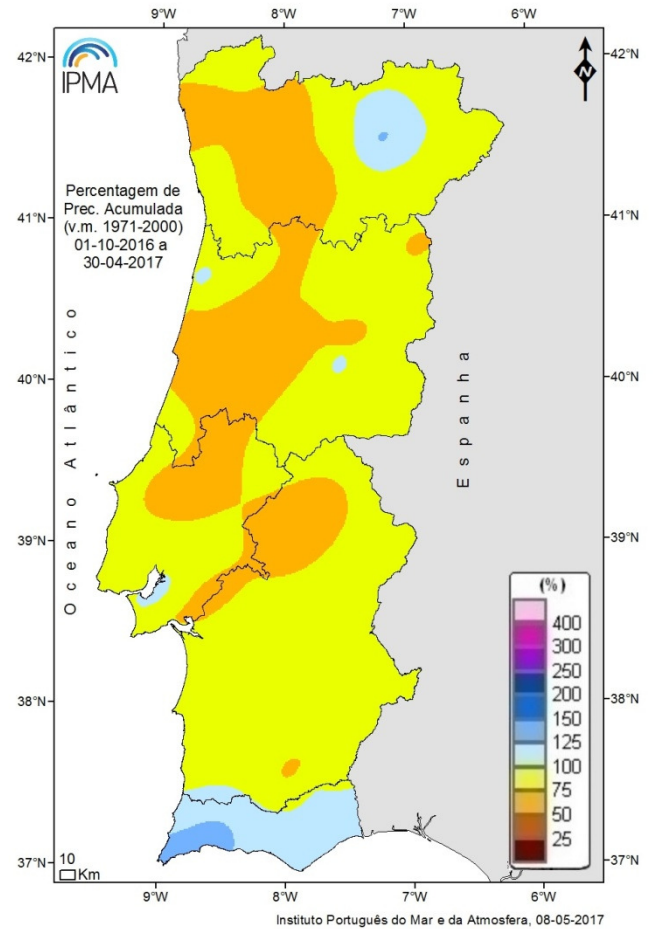 9°W 8°W 7°W 6°W
42°N 42°N
IPMA
N
Percentagem de
Prec. Acumulada
(v.m. 1971-2000)
01-10-2016 a
30-04-2017
41°N 41°N
Oceano Atlântico
Espanha
40°N 40°N
39°N 39°N
(%)
400
300
250
200
150
125
100
75
50
25
38°N 38°N
37°N 37°N
10
Km
9°W 8°W 7°W 6°W
Instituto Português do Mar e da Atmosfera, 08-05-2017